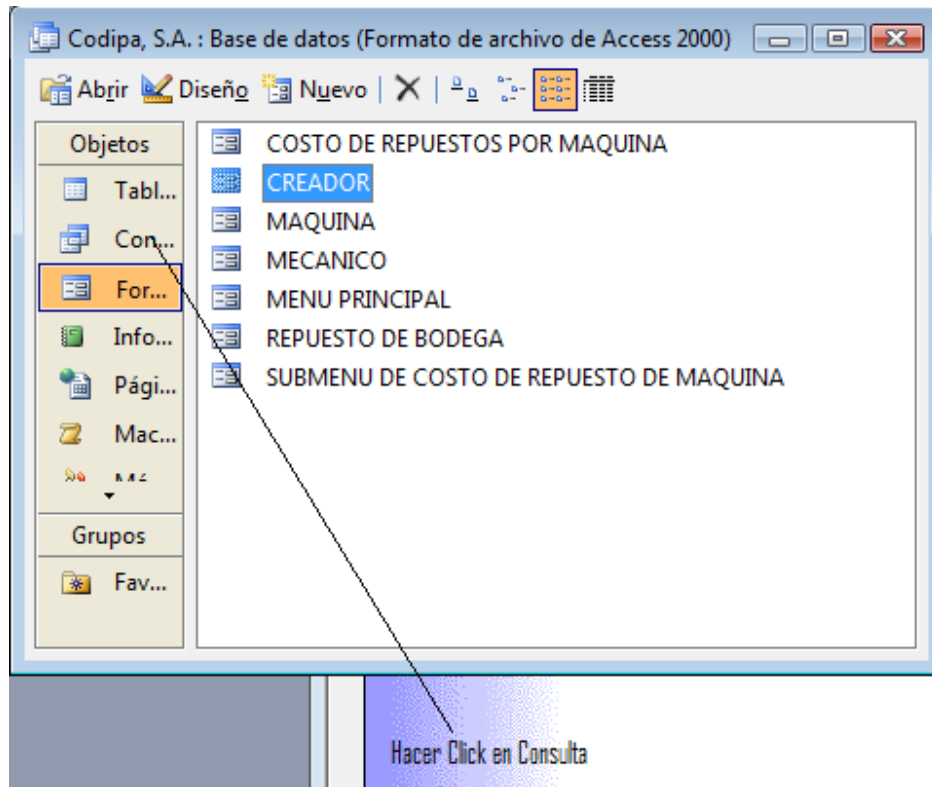 Codipa, S.A. : Base de datos (Formato de archivo de Access 2000)
Abrir Diseño Nuevo
Objetos
Tabl...
Con...
For...
Info...
Pági...
Mac...
Grupos
Fav...
COSTO DE REPUESTOS POR MAQUINA
CREADOR
MAQUINA
MECANICO
MENU PRINCIPAL
REPUESTO DE BODEGA
SUBMENU DE COSTO DE REPUESTO DE MAQUINA
Hacer Click en Consulta